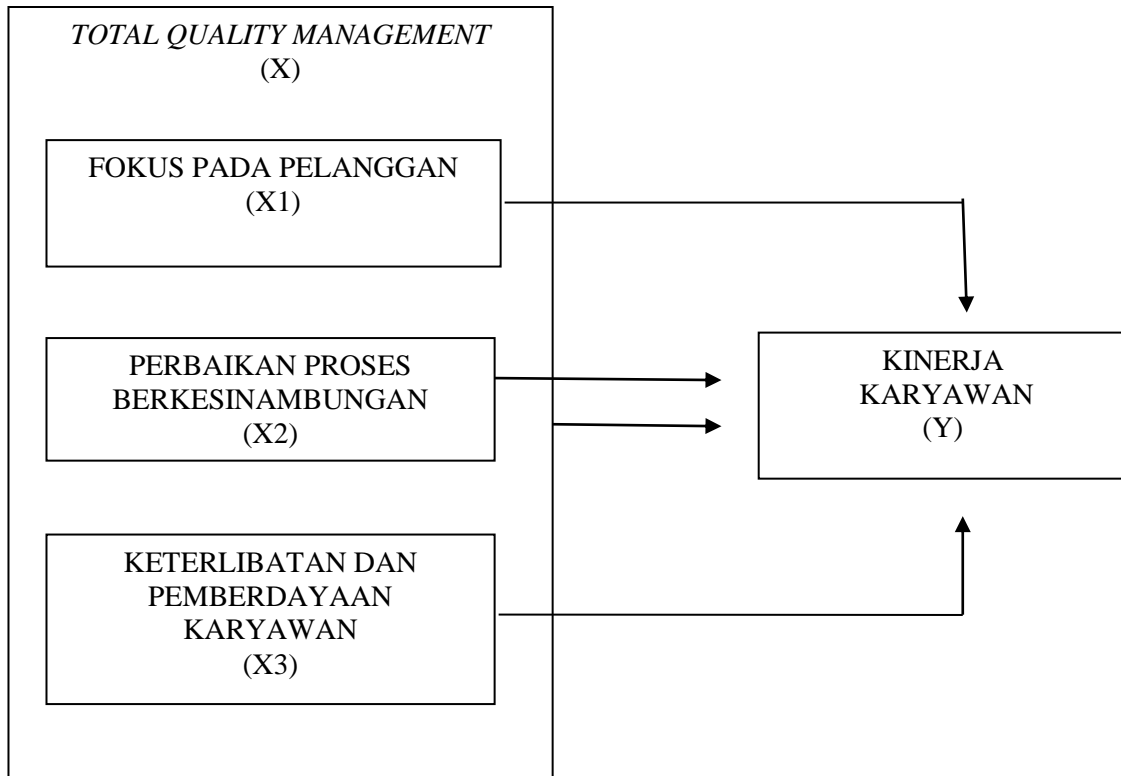 TOTAL QUALITY MANAGEMENT
(X)
FOKUS PADA PELANGGAN
(X1)
PERBAIKAN PROSES
BERKESINAMBUNGAN
(X2)
KINERJA
KARYAWAN
(Y)
KETERLIBATAN DAN
PEMBERDAYAAN
KARYAWAN
(X3)